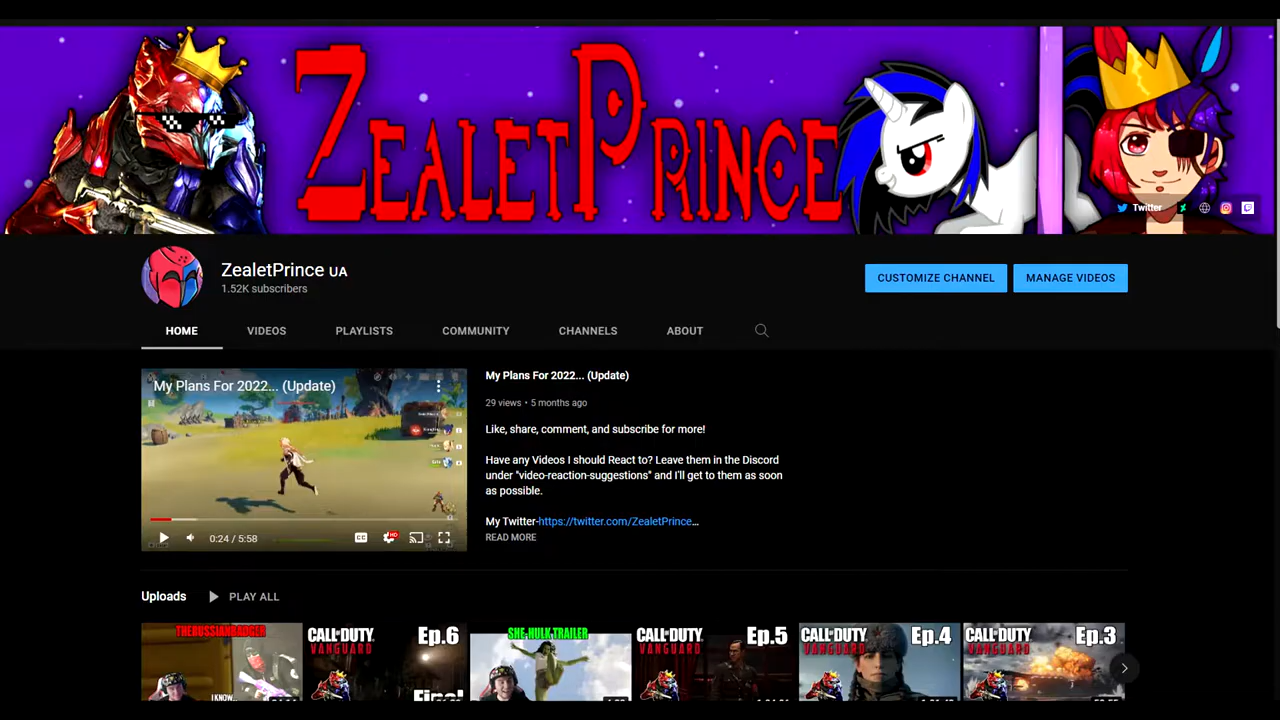 ZEALETPRINCE
Twitter
ZealetPrince UA
1.52K subscribers
CUSTOMIZE CHANNEL
MANAGE VIDEOS
HOME
VIDEOS
PLAYLISTS
COMMUNITY
CHANNELS
ABOUT
My Plans For 2022... (Update)
CC
HD
0:24 / 5:58
My Plans For 2022... (Update)
29 views • 5 months ago
Like, share, comment, and subscribe for more!
Have any Videos I should React to? Leave them in the Discord
under "video-reaction-suggestions" and I'll get to them as soon
as possible.
My Twitter-https://twitter.com/ZealetPrince...
READ MORE
Uploads
PLAY ALL
THERUSSIANBADGER
I KNOW...
CALL OF DUTY
VANGUARD
Ep.6
Final
SHE-HULK TRAILER
CALL OF DUTY
VANGUARD
Ep.5
CALL OF DUTY
VANGUARD
Ep.4
CALL OF DUTY
VANGUARD
Ep.3